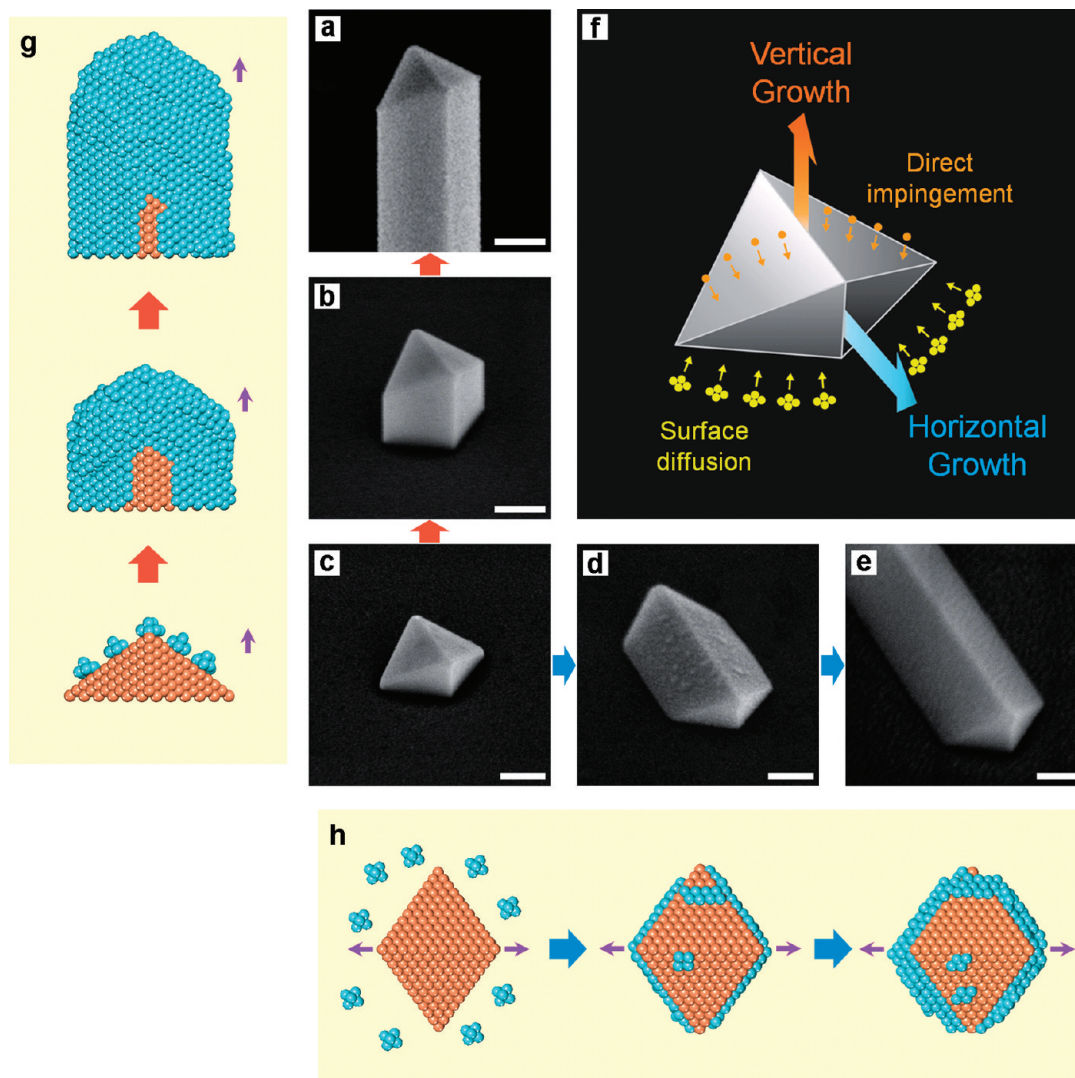 g
a
f
Vertical
Growth
Direct
impingement
b
Surface
diffusion
Horizontal
Growth
c
d
e
h